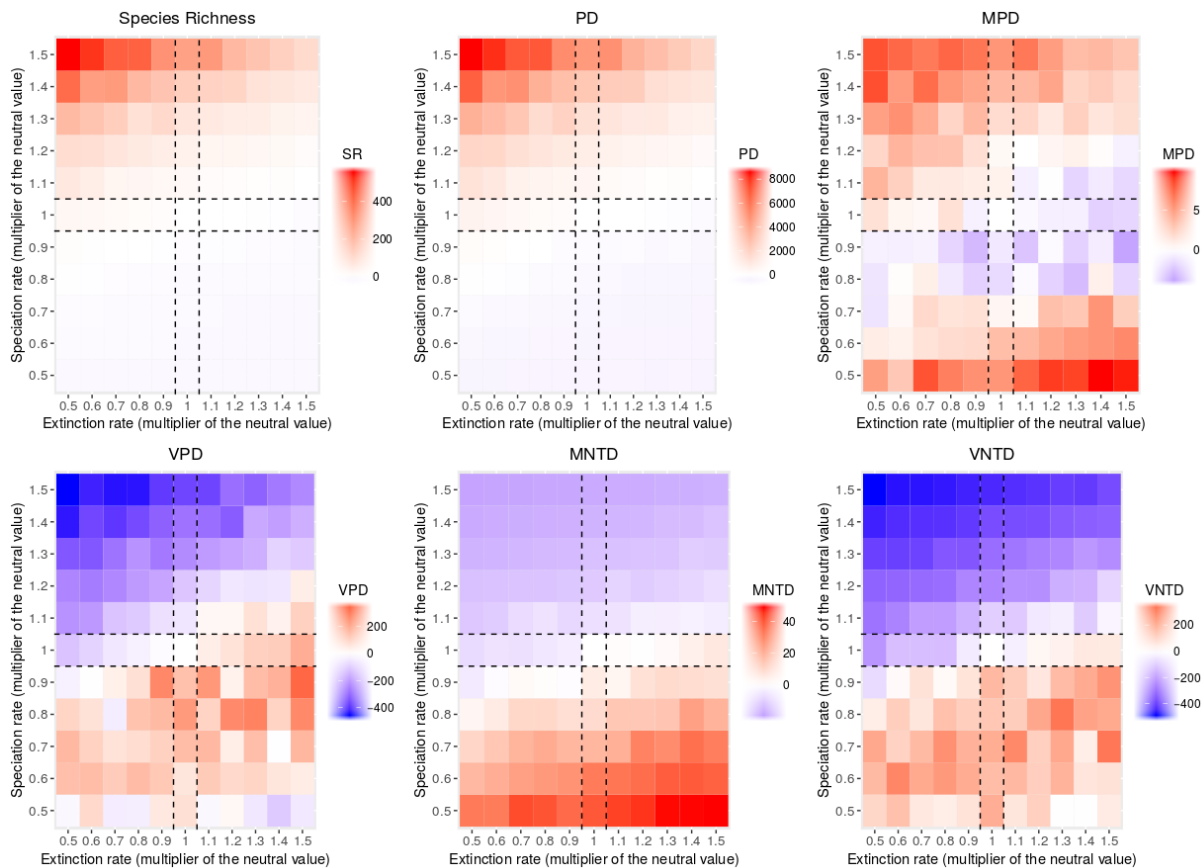 Species Richness
Speciation rate (multiplier of the neutral value)
1.5
1.4
1.3
1.2
1.1
1
0.9
0.8
0.7
0.6
0.5
0.5 0.6 0.7 0.8 0.9 1 1.1 1.2 1.3 1.4 1.5
Extinction rate (multiplier of the neutral value)
SR
400
200
0
PD
Speciation rate (multiplier of the neutral value)
1.5
1.4
1.3
1.2
1.1
1
0.9
0.8
0.7
0.6
0.5
0.5 0.6 0.7 0.8 0.9 1 1.1 1.2 1.3 1.4 1.5
Extinction rate (multiplier of the neutral value)
PD
8000
6000
4000
2000
0
MPD
Speciation rate (multiplier of the neutral value)
1.5
1.4
1.3
1.2
1.1
1
0.9
0.8
0.7
0.6
0.5
0.5 0.6 0.7 0.8 0.9 1 1.1 1.2 1.3 1.4 1.5
Extinction rate (multiplier of the neutral value)
MPD
5
0
VPD
Speciation rate (multiplier of the neutral value)
1.5
1.4
1.3
1.2
1.1
1
0.9
0.8
0.7
0.6
0.5
0.5 0.6 0.7 0.8 0.9 1 1.1 1.2 1.3 1.4 1.5
Extinction rate (multiplier of the neutral value)
VPD
200
0
−200
−400
MNTD
Speciation rate (multiplier of the neutral value)
1.5
1.4
1.3
1.2
1.1
1
0.9
0.8
0.7
0.6
0.5
0.5 0.6 0.7 0.8 0.9 1 1.1 1.2 1.3 1.4 1.5
Extinction rate (multiplier of the neutral value)
MNTD
40
20
0
VNTD
Speciation rate (multiplier of the neutral value)
1.5
1.4
1.3
1.2
1.1
1
0.9
0.8
0.7
0.6
0.5
0.5 0.6 0.7 0.8 0.9 1 1.1 1.2 1.3 1.4 1.5
Extinction rate (multiplier of the neutral value)
VNTD
200
0
−200
−400